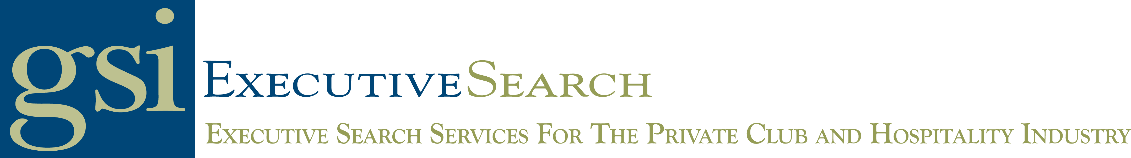 gsi
ExecutiveSearch
Executive Search Services For The Private Club and Hospitality Industry